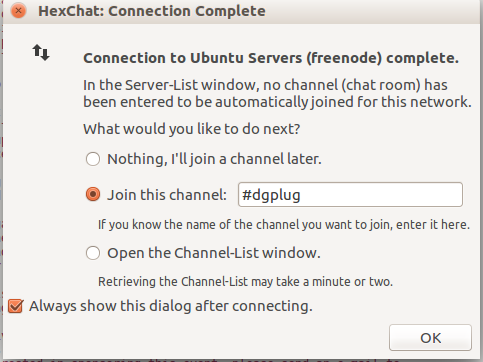 HexChat: Connection Complete
Connection to Ubuntu Servers (freenode) complete.
In the Server-List window, no channel (chat room) has
been entered to be automatically joined for this network.
What would you like to do next?
Nothing, I'll join a channel later.
Join this channel: #dgplug
If you know the name of the channel you want to join, enter it here.
Open the Channel-List window.
Retrieving the Channel-List may take a minute or two.
Always show this dialog after connecting.
OK